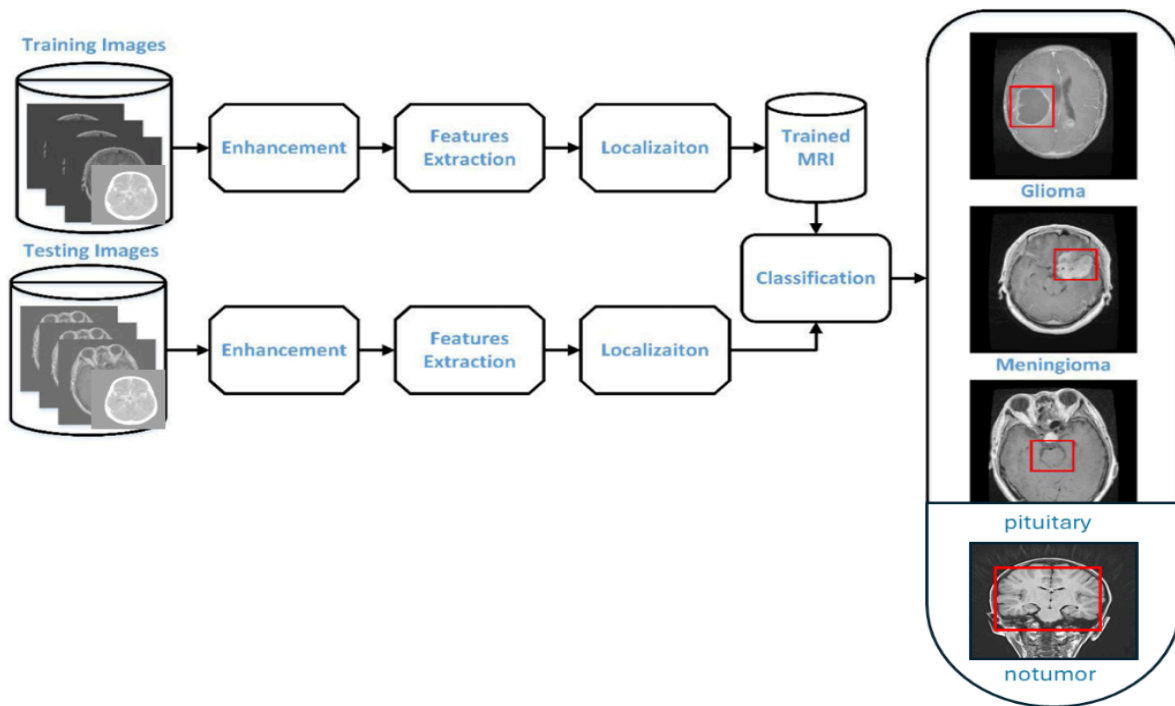 Training Images
Enhancement
Features
Extraction
Localizaiton
Trained
MRI
Testing Images
Enhancement
Features
Extraction
Localizaiton
Classification
Glioma
Meningioma
pituitary
notumor